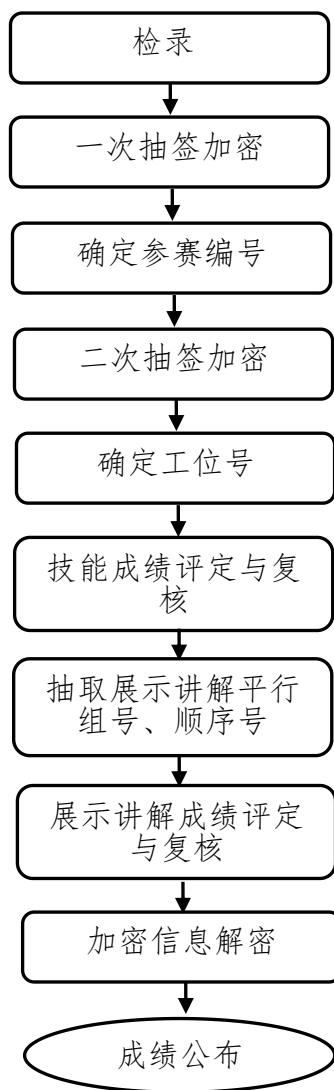 检录
一次抽签加密
确定参赛编号
二次抽签加密
确定工位号
技能成绩评定与复
核
抽取展示讲解平行
组号、顺序号
展示讲解成绩评定
与复核
加密信息解密
成绩公布